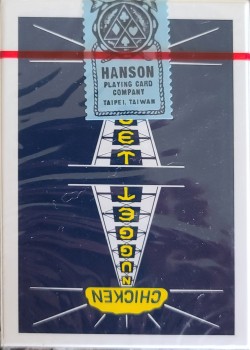 HANSON
PLAYING CARD
COMPANY
TAIPEI, TAIWAN
NUGGET
CHICKEN